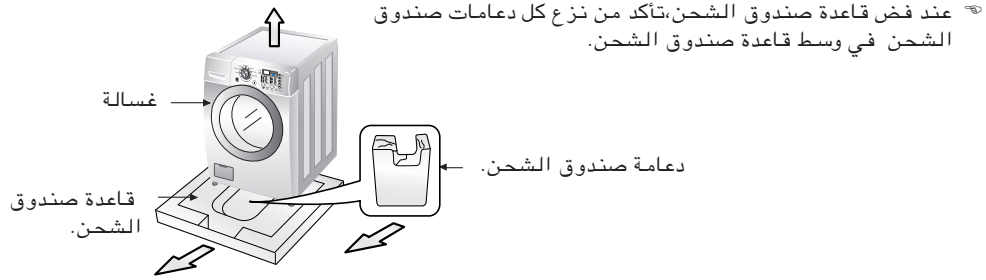 ☞ عند فض قاعدة صندوق الشحن،تأكد من نزع كل دعامات صندوق
الشحن في وسط قاعدة صندوق الشحن.
غسالة
دعامة صندوق الشحن.
قاعدة صندوق
الشحن.